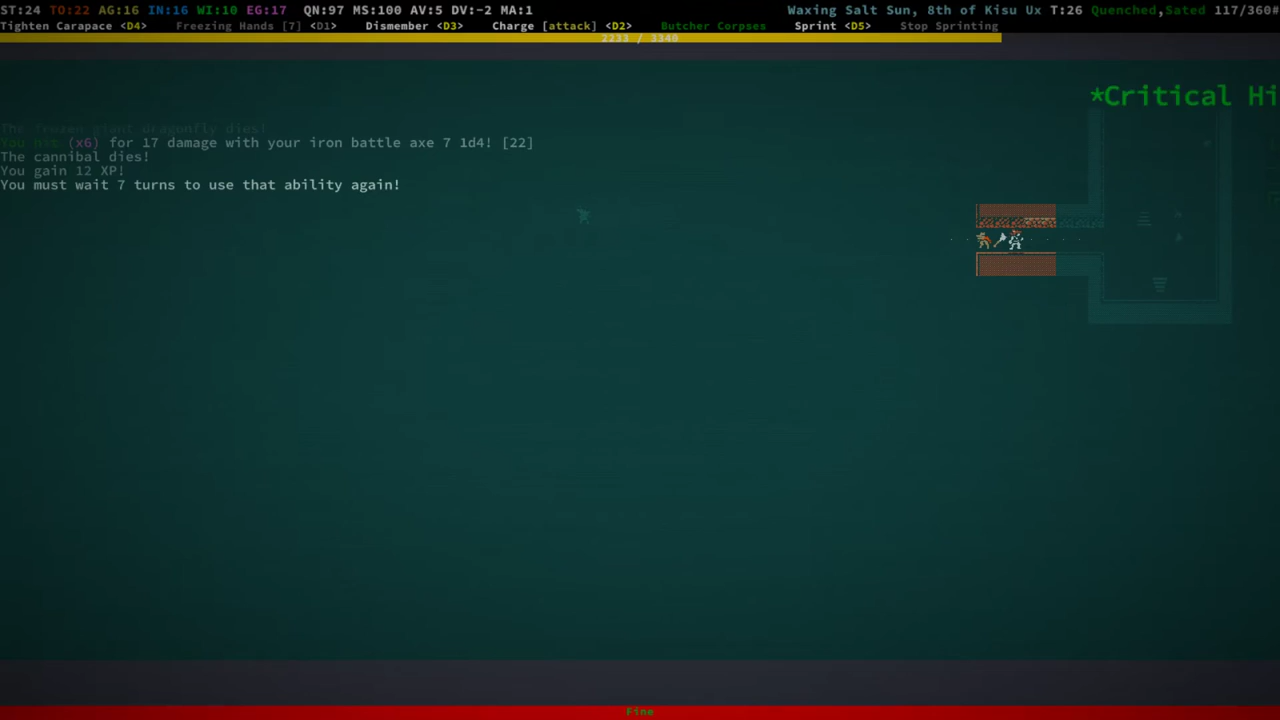 ST:24 TO:22 AG:16 IN:16 WI:10 EG:17 QN:97 MS:100 AV:5 DV:-2 MA:1 Waxing Salt Sun, 8th of Kisu Ux T:26 Quenched,Sated 117/360#
Tighten Carapace <D4> Freezing Hands [7] <O1> Dismember <D3> Charge [attack] <D2> Butcher Corpses Sprint <D5> Stop Sprinting
2233 / 3340
*Critical Hi
The frozen giant dragonfly dies!
You hit (x6) for 17 damage with your iron battle axe 7 1d4! [22]
The cannibal dies!
You gain 12 XP!
You must wait 7 turns to use that ability again!
Fine